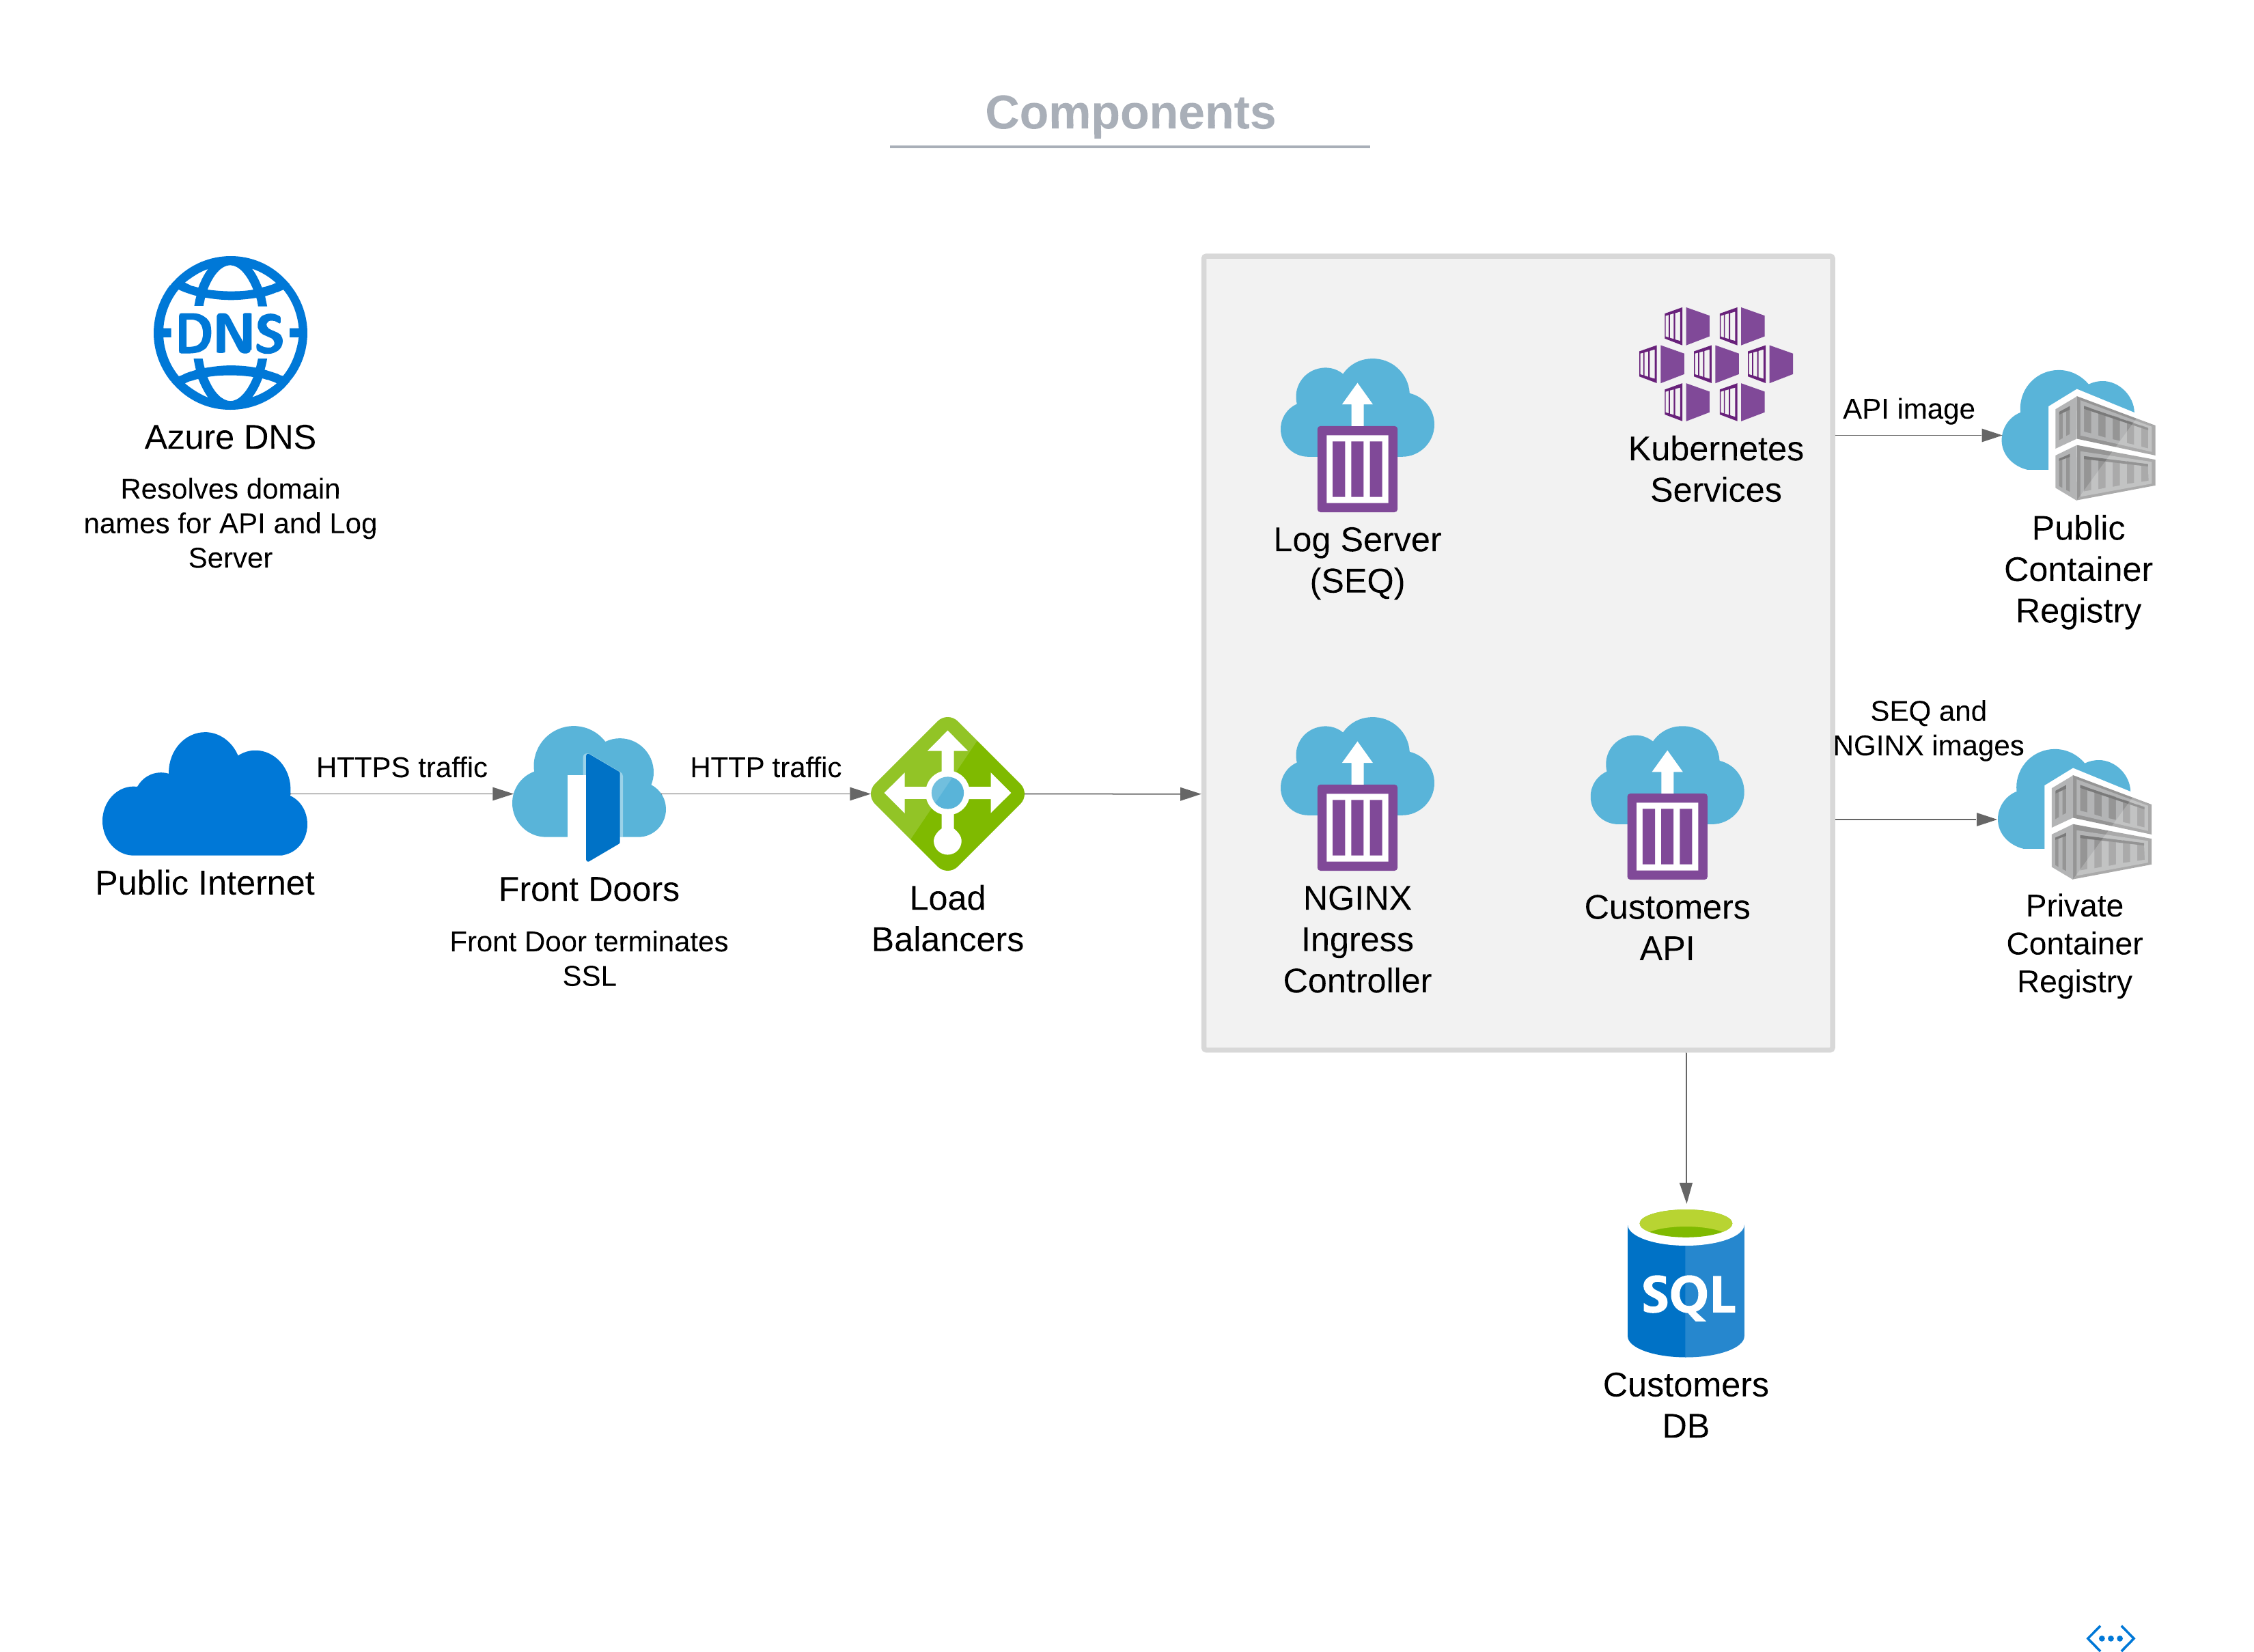 Components
DNS
Azure DNS
Resolves domain
names for API and Log
Server
Public Internet
HTTPS traffic
Front Doors
Front Door terminates
SSL
HTTP traffic
Load
Balancers
Log Server
(SEQ)
Kubernetes
Services
NGINX
Ingress
Controller
Customers
API
API image
Public
Container
Registry
SEQ and
NGINX images
Private
Container
Registry
SQL
Customers
DB